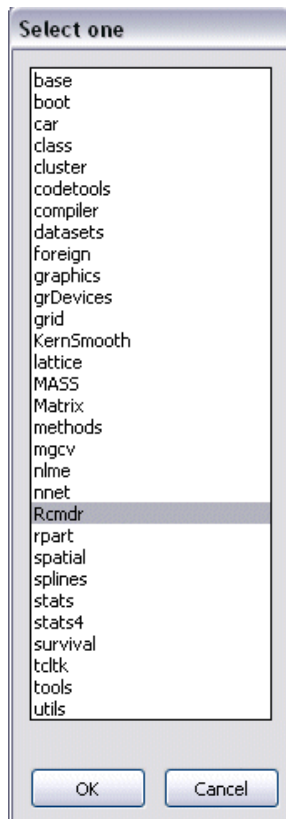 Select one
base
boot
car
class
cluster
codetools
compiler
datasets
foreign
graphics
grDevices
grid
KernSmooth
lattice
MASS
Matrix
methods
mgcv
nlme
nnet
Rcmdr
rpart
spatial
splines
stats
stats4
survival
tcltk
tools
utils
OK Cancel